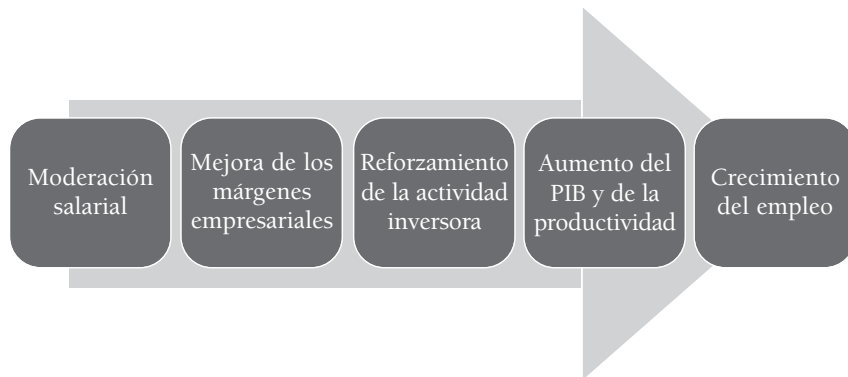 Moderación
salarial
Mejora de los
márgenes
empresariales
Reforzamiento
de la actividad
inversora
Aumento del
PIB y de la
productividad
Crecimiento
del empleo